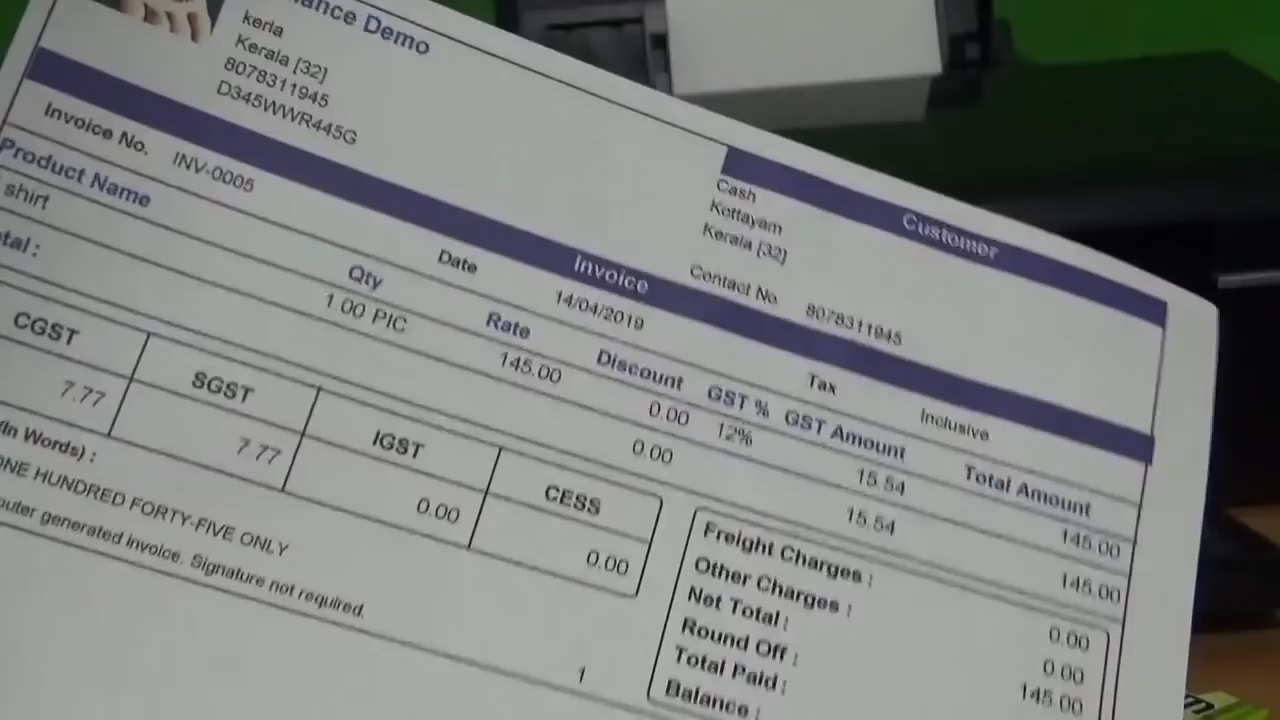 Demo
kerla
Kerala [32]
8078311945
D345WWR445G
Customer
Cash
Kottayam
Kerala [32]
Contact No. 8078311945
Invoice
Invoice No. INV-0005 Date 14/04/2019 Tax Inclusive
Product Name Qty Rate Discount GST % GST Amount Total Amount
shirt 1.00 PIC 145.00 0.00 12% 15.54 145.00
0.00 15.54 145.00
CGST SGST IGST CESS
7.77 7.77 0.00 0.00
Freight Charges : 0.00
Other Charges : 0.00
Net Total : 145.00
Round Off :
Total Paid :
Balance :
(In Words) :
ONE HUNDRED FORTY-FIVE ONLY
generated invoice. Signature not required.
1